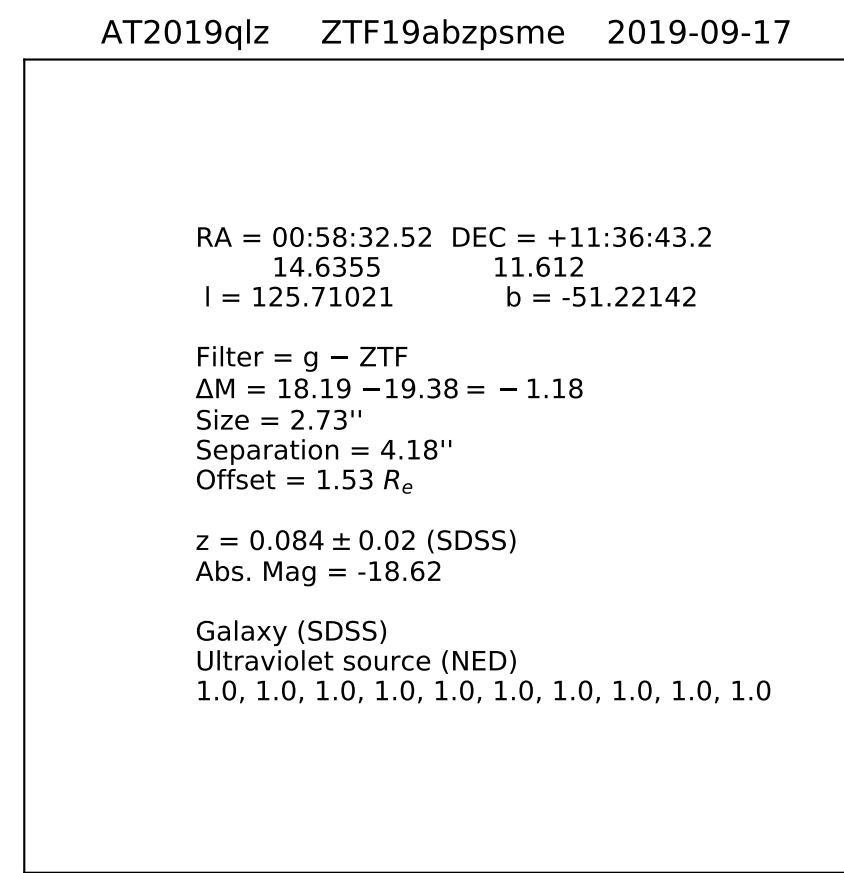 AT2019qlz ZTF19abzpsme 2019-09-17
RA = 00:58:32.52 DEC = +11:36:43.2
14.6355 11.612
l = 125.71021 b = -51.22142
Filter = g − ZTF
ΔM = 18.19 −19.38 = − 1.18
Size = 2.73''
Separation = 4.18''
Offset = 1.53 Rₑ
z = 0.084 ± 0.02 (SDSS)
Abs. Mag = -18.62
Galaxy (SDSS)
Ultraviolet source (NED)
1.0, 1.0, 1.0, 1.0, 1.0, 1.0, 1.0, 1.0, 1.0, 1.0